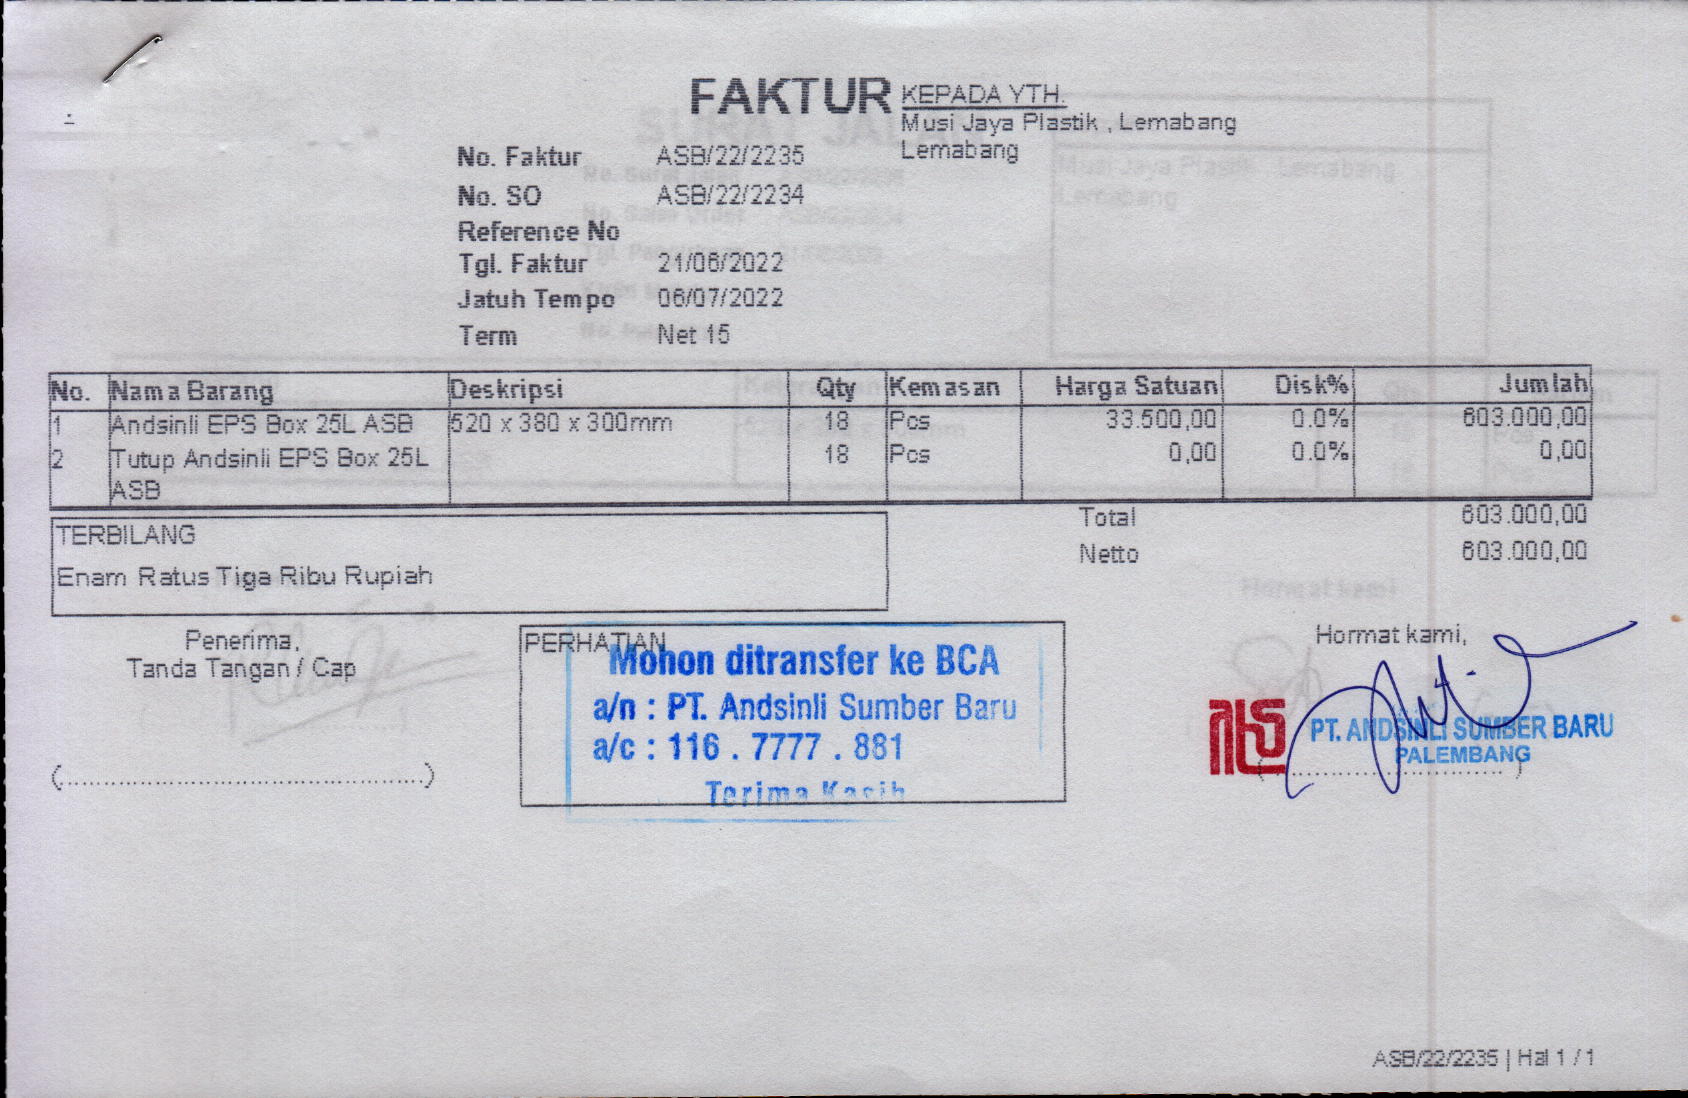 FAKTUR
KEPADA YTH.
Musi Jaya Plastik , Lemabang
Lemabang
No. Faktur ASB/22/2235
No. SO ASB/22/2234
Reference No
Tgl. Faktur 21/06/2022
Jatuh Tempo 06/07/2022
Term Net 15
No. Nama Barang Deskripsi Qty Kemasan Harga Satuan Disk% Jumlah
1 Andsinli EPS Box 25L ASB 520 x 380 x 300mm 18 Pcs 33.500,00 0.0% 603.000,00
2 Tutup Andsinli EPS Box 25L 18 Pcs 0,00 0.0% 0,00
ASB
Total 603.000,00
Netto 603.000,00
TERBILANG
Enam Ratus Tiga Ribu Rupiah
Penerima,
Tanda Tangan / Cap
PERHATIAN
Mohon ditransfer ke BCA
a/n : PT. Andsinli Sumber Baru
a/c : 116 . 7777 . 881
Terima Kasih
Hormat kami,
PT. ANDSINLI SUMBER BARU
PALEMBANG
ASB/22/2235 | Hal 1 / 1